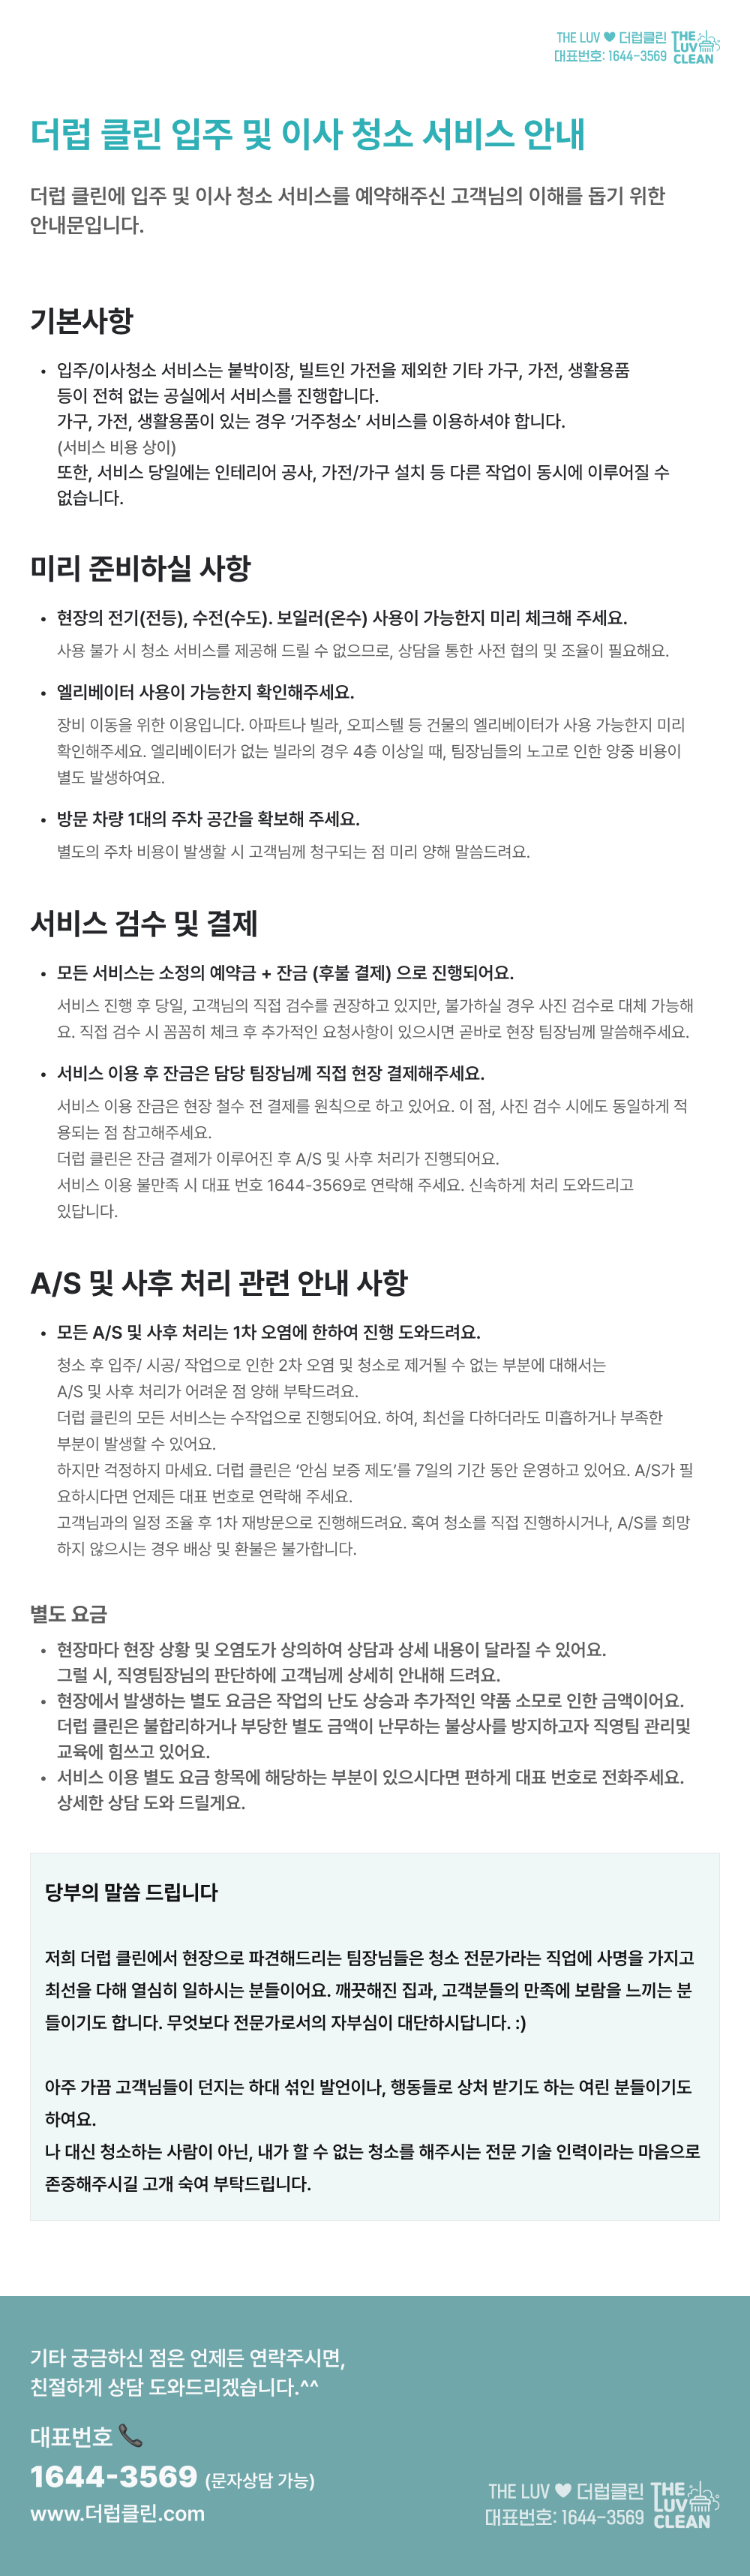 THE LUV ♥ 더럽클린
대표번호: 1644-3569
THE
LUV
CLEAN
더럽 클린 입주 및 이사 청소 서비스 안내
더럽 클린에 입주 및 이사 청소 서비스를 예약해주신 고객님의 이해를 돕기 위한
안내문입니다.
기본사항
• 입주/이사청소 서비스는 붙박이장, 빌트인 가전을 제외한 기타 가구, 가전, 생활용품
등이 전혀 없는 공실에서 서비스를 진행합니다.
가구, 가전, 생활용품이 있는 경우 ‘거주청소’ 서비스를 이용하셔야 합니다.
(서비스 비용 상이)
또한, 서비스 당일에는 인테리어 공사, 가전/가구 설치 등 다른 작업이 동시에 이루어질 수
없습니다.
미리 준비하실 사항
• 현장의 전기(전등), 수전(수도). 보일러(온수) 사용이 가능한지 미리 체크해 주세요.
사용 불가 시 청소 서비스를 제공해 드릴 수 없으므로, 상담을 통한 사전 협의 및 조율이 필요해요.
• 엘리베이터 사용이 가능한지 확인해주세요.
장비 이동을 위한 이용입니다. 아파트나 빌라, 오피스텔 등 건물의 엘리베이터가 사용 가능한지 미리
확인해주세요. 엘리베이터가 없는 빌라의 경우 4층 이상일 때, 팀장님들의 노고로 인한 양중 비용이
별도 발생하여요.
• 방문 차량 1대의 주차 공간을 확보해 주세요.
별도의 주차 비용이 발생할 시 고객님께 청구되는 점 미리 양해 말씀드려요.
서비스 검수 및 결제
• 모든 서비스는 소정의 예약금 + 잔금 (후불 결제) 으로 진행되어요.
서비스 진행 후 당일, 고객님의 직접 검수를 권장하고 있지만, 불가하실 경우 사진 검수로 대체 가능해
요. 직접 검수 시 꼼꼼히 체크 후 추가적인 요청사항이 있으시면 곧바로 현장 팀장님께 말씀해주세요.
• 서비스 이용 후 잔금은 담당 팀장님께 직접 현장 결제해주세요.
서비스 이용 잔금은 현장 철수 전 결제를 원칙으로 하고 있어요. 이 점, 사진 검수 시에도 동일하게 적
용되는 점 참고해주세요.
더럽 클린은 잔금 결제가 이루어진 후 A/S 및 사후 처리가 진행되어요.
서비스 이용 불만족 시 대표 번호 1644-3569로 연락해 주세요. 신속하게 처리 도와드리고
있답니다.
A/S 및 사후 처리 관련 안내 사항
• 모든 A/S 및 사후 처리는 1차 오염에 한하여 진행 도와드려요.
청소 후 입주/ 시공/ 작업으로 인한 2차 오염 및 청소로 제거될 수 없는 부분에 대해서는
A/S 및 사후 처리가 어려운 점 양해 부탁드려요.
더럽 클린의 모든 서비스는 수작업으로 진행되어요. 하여, 최선을 다하더라도 미흡하거나 부족한
부분이 발생할 수 있어요.
하지만 걱정하지 마세요. 더럽 클린은 ‘안심 보증 제도’를 7일의 기간 동안 운영하고 있어요. A/S가 필
요하시다면 언제든 대표 번호로 연락해 주세요.
고객님과의 일정 조율 후 1차 재방문으로 진행해드려요. 혹여 청소를 직접 진행하시거나, A/S를 희망
하지 않으시는 경우 배상 및 환불은 불가합니다.
별도 요금
• 현장마다 현장 상황 및 오염도가 상의하여 상담과 상세 내용이 달라질 수 있어요.
그럴 시, 직영팀장님의 판단하에 고객님께 상세히 안내해 드려요.
• 현장에서 발생하는 별도 요금은 작업의 난도 상승과 추가적인 약품 소모로 인한 금액이어요.
더럽 클린은 불합리하거나 부당한 별도 금액이 난무하는 불상사를 방지하고자 직영팀 관리및
교육에 힘쓰고 있어요.
• 서비스 이용 별도 요금 항목에 해당하는 부분이 있으시다면 편하게 대표 번호로 전화주세요.
상세한 상담 도와 드릴게요.
당부의 말씀 드립니다
저희 더럽 클린에서 현장으로 파견해드리는 팀장님들은 청소 전문가라는 직업에 사명을 가지고
최선을 다해 열심히 일하시는 분들이어요. 깨끗해진 집과, 고객분들의 만족에 보람을 느끼는 분
들이기도 합니다. 무엇보다 전문가로서의 자부심이 대단하시답니다. :)
아주 가끔 고객님들이 던지는 하대 섞인 발언이나, 행동들로 상처 받기도 하는 여린 분들이기도
하여요.
나 대신 청소하는 사람이 아닌, 내가 할 수 없는 청소를 해주시는 전문 기술 인력이라는 마음으로
존중해주시길 고개 숙여 부탁드립니다.
기타 궁금하신 점은 언제든 연락주시면,
친절하게 상담 도와드리겠습니다.^^
대표번호 📞
1644-3569 (문자상담 가능)
www.더럽클린.com
THE LUV ♥ 더럽클린
대표번호: 1644-3569
THE
LUV
CLEAN